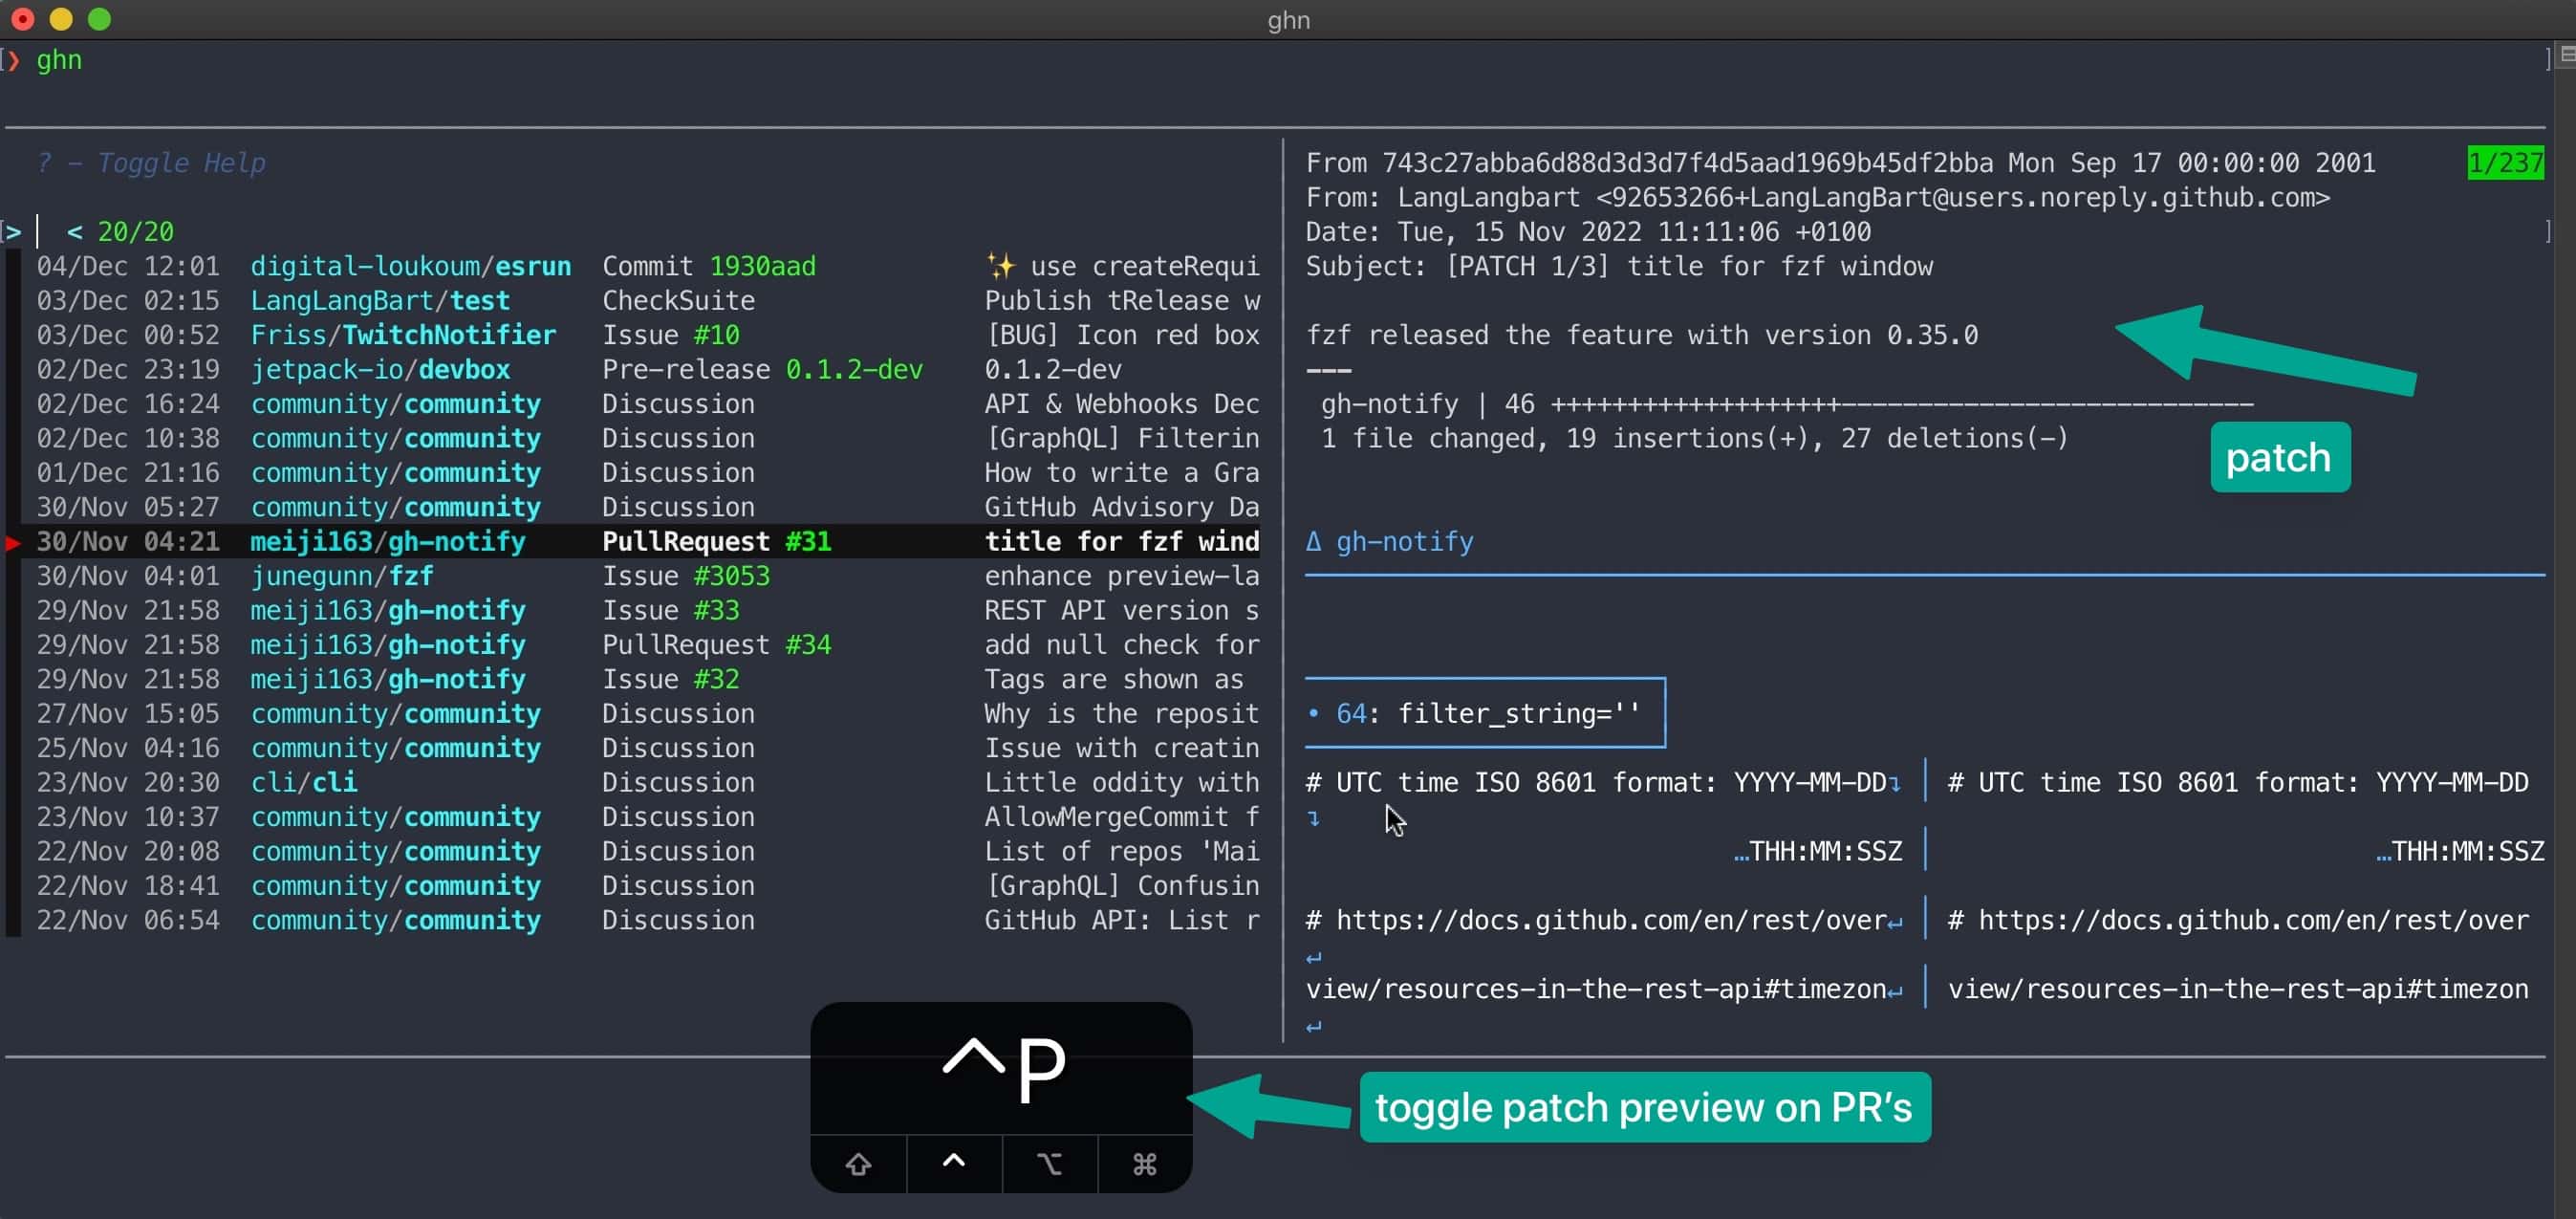 ghn
❯ ghn
? – Toggle Help
> < 20/20
04/Dec 12:01 digital-loukoum/esrun Commit 1930aad ✨ use createRequi
03/Dec 02:15 LangLangBart/test CheckSuite Publish tRelease w
03/Dec 00:52 Friss/TwitchNotifier Issue #10 [BUG] Icon red box
02/Dec 23:19 jetpack-io/devbox Pre-release 0.1.2-dev 0.1.2-dev
02/Dec 16:24 community/community Discussion API & Webhooks Dec
02/Dec 10:38 community/community Discussion [GraphQL] Filterin
01/Dec 21:16 community/community Discussion How to write a Gra
30/Nov 05:27 community/community Discussion GitHub Advisory Da
30/Nov 04:21 meiji163/gh-notify PullRequest #31 title for fzf wind
30/Nov 04:01 junegunn/fzf Issue #3053 enhance preview-la
29/Nov 21:58 meiji163/gh-notify Issue #33 REST API version s
29/Nov 21:58 meiji163/gh-notify PullRequest #34 add null check for
29/Nov 21:58 meiji163/gh-notify Issue #32 Tags are shown as
27/Nov 15:05 community/community Discussion Why is the reposit
25/Nov 04:16 community/community Discussion Issue with creatin
23/Nov 20:30 cli/cli Discussion Little oddity with
23/Nov 10:37 community/community Discussion AllowMergeCommit f
22/Nov 20:08 community/community Discussion List of repos 'Mai
22/Nov 18:41 community/community Discussion [GraphQL] Confusin
22/Nov 06:54 community/community Discussion GitHub API: List r
From 743c27abba6d88d3d3d7f4d5aad1969b45df2bba Mon Sep 17 00:00:00 2001 1/237
From: LangLangbart <92653266+LangLangBart@users.noreply.github.com>
Date: Tue, 15 Nov 2022 11:11:06 +0100
Subject: [PATCH 1/3] title for fzf window
fzf released the feature with version 0.35.0
---
gh-notify | 46 +++++++++++++++++++---------------------------
1 file changed, 19 insertions(+), 27 deletions(-)
patch
Δ gh-notify
• 64: filter_string=''
# UTC time ISO 8601 format: YYYY-MM-DD↴ │ # UTC time ISO 8601 format: YYYY-MM-DD
↴
…THH:MM:SSZ │ …THH:MM:SSZ
# https://docs.github.com/en/rest/over↵ │ # https://docs.github.com/en/rest/over
↵
view/resources-in-the-rest-api#timezon↵ │ view/resources-in-the-rest-api#timezon
↵
^P
⇧ ^ ⌥ ⌘
toggle patch preview on PR’s